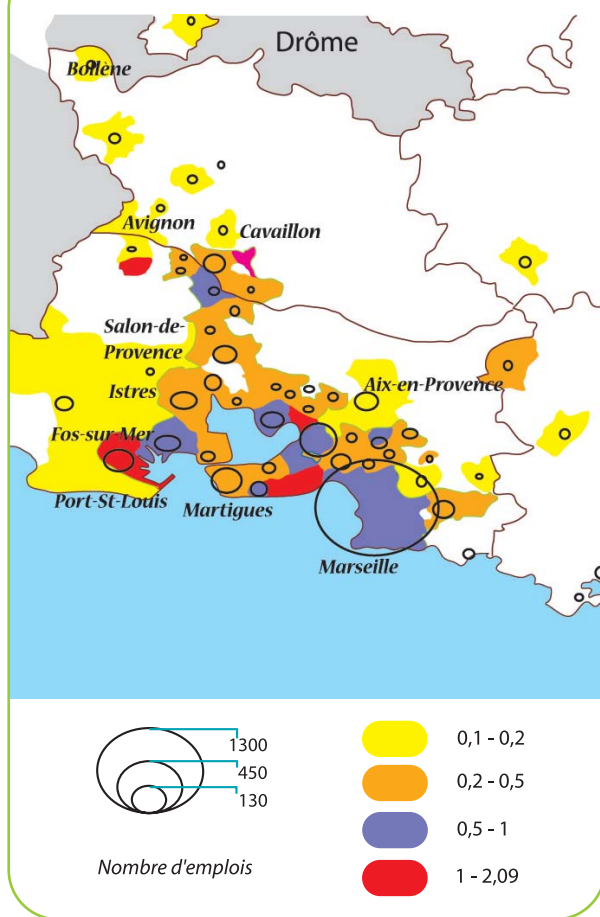 Drôme
Bollène
Avignon
Cavaillon
Salon-de-
Provence
Istres
Aix-en-Provence
Fos-sur-Mer
Port-St-Louis
Martigues
Marseille
1300
450
130
Nombre d'emplois
0,1 - 0,2
0,2 - 0,5
0,5 - 1
1 - 2,09